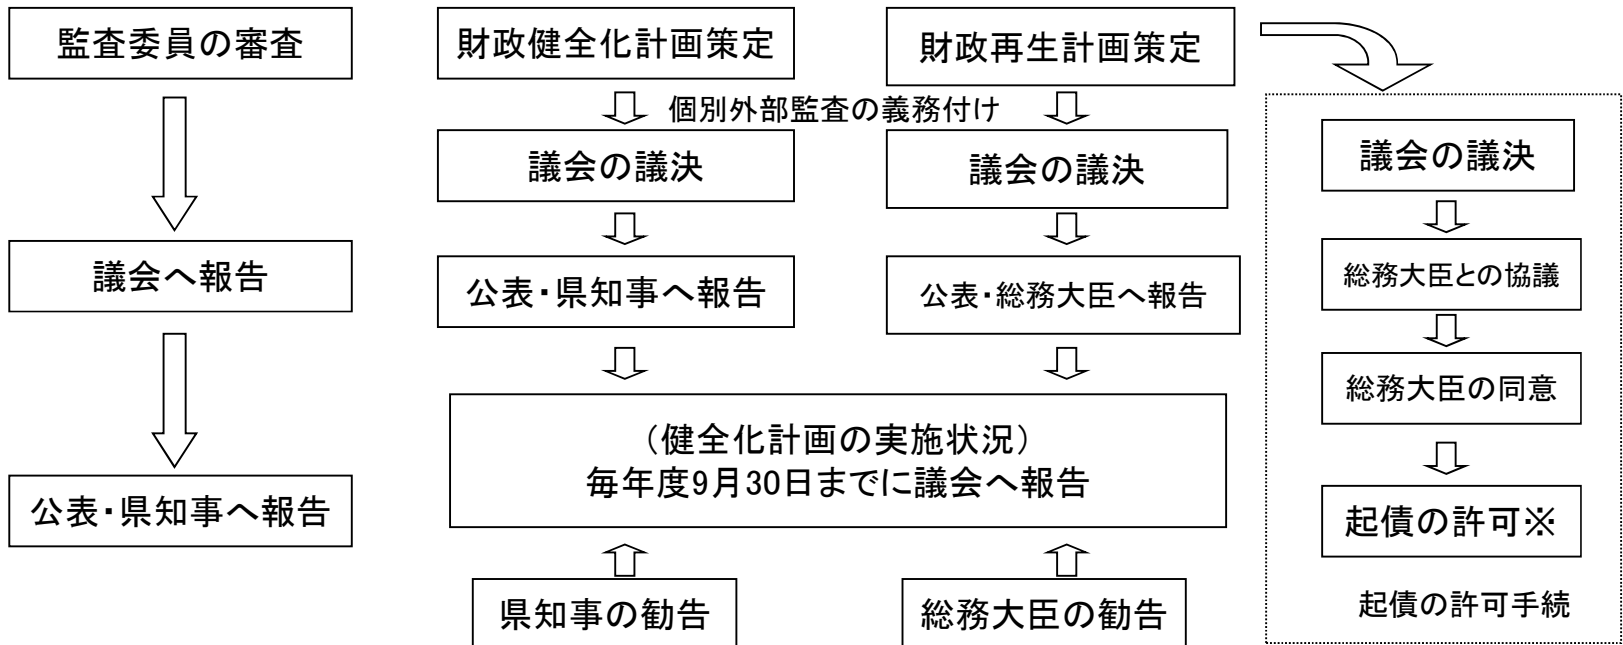 監査委員の審査
議会へ報告
公表・県知事へ報告
財政健全化計画策定
個別外部監査の義務付け
議会の議決
公表・県知事へ報告
財政再生計画策定
議会の議決
公表・総務大臣へ報告
（健全化計画の実施状況）
毎年度9月30日までに議会へ報告
県知事の勧告
総務大臣の勧告
議会の議決
総務大臣との協議
総務大臣の同意
起債の許可※
起債の許可手続